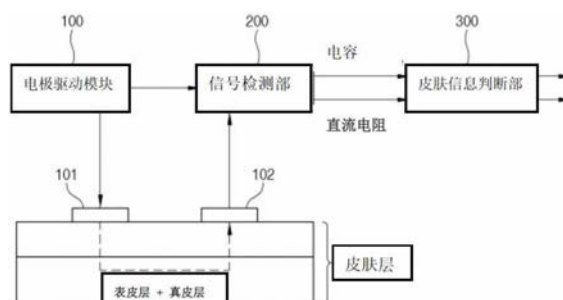 100
200
300
电极驱动模块
信号检测部
电容
直流电阻
皮肤信息判断部
101
102
皮肤层
表皮层 + 真皮层